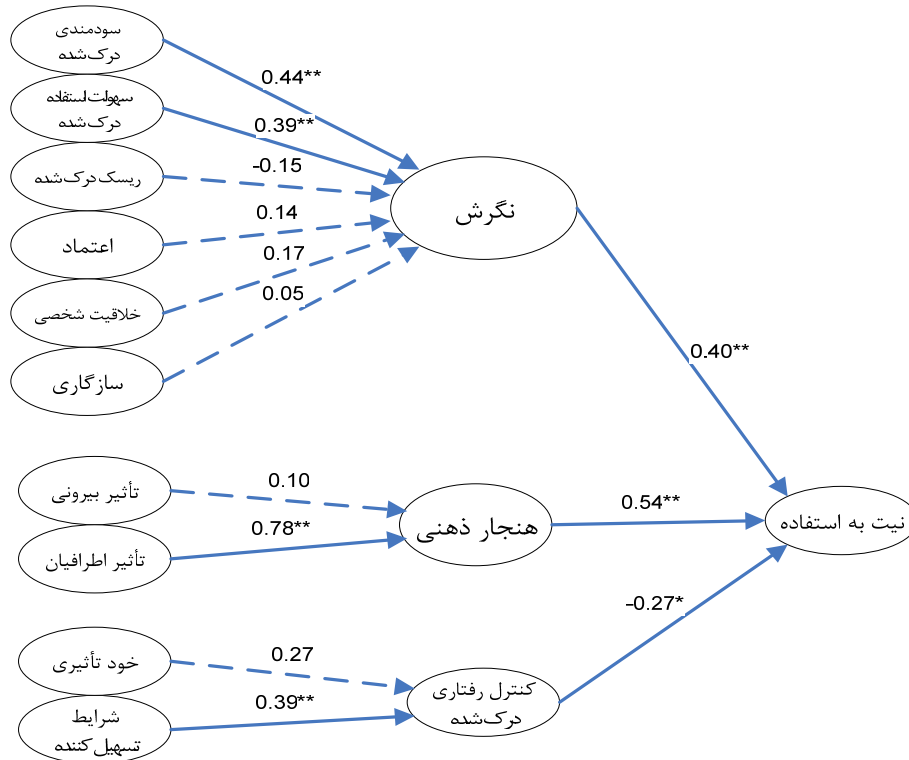 سودمندی
درک‌شده
0.44**
سهولت‌استفاده
درک‌شده
0.39**
ریسک‌درک‌شده
-0.15
نگرش
اعتماد
0.14
خلاقیت شخصی
0.17
سازگاری
0.05
0.40**
تأثیر بیرونی
0.10
هنجار ذهنی
0.54**
نیت به استفاده
تأثیر اطرافیان
0.78**
-0.27*
خود تأثیری
0.27
کنترل رفتاری
درک‌شده
شرایط
تسهیل‌کننده
0.39**